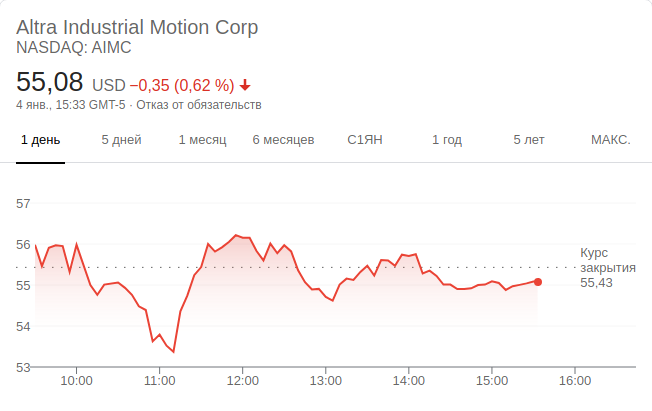 Altra Industrial Motion Corp
NASDAQ: AIMC
55,08 USD −0,35 (0,62 %)
4 янв., 15:33 GMT-5 · Отказ от обязательств
1 день 5 дней 1 месяц 6 месяцев С1ЯН 1 год 5 лет МАКС.
57
56
Курс
закрытия
55,43
55
54
53
10:00 11:00 12:00 13:00 14:00 15:00 16:00